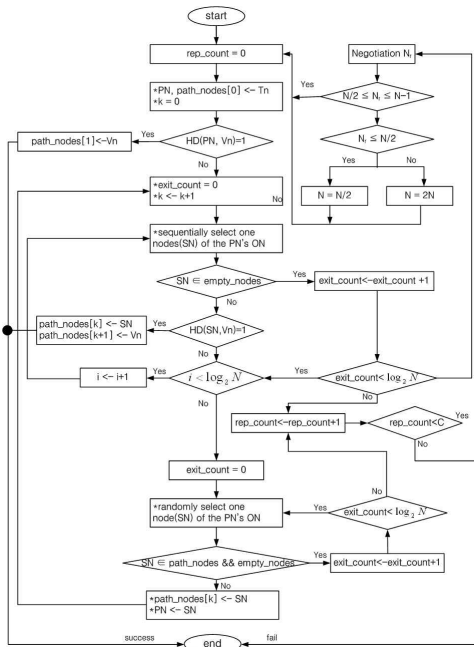 start
rep_count = 0
Negotiation Nᵣ
*PN, path_nodes[0] <- Tn
*k = 0
Yes
N/2 ≤ Nᵣ ≤ N-1
path_nodes[1]<-Vn
Yes
HD(PN, Vn)=1
No
Nᵣ ≤ N/2
Yes
No
*exit_count = 0
*k <- k+1
No
N = N/2
N = 2N
*sequentially select one
nodes(SN) of the PN's ON
SN ∈ empty_nodes
Yes
exit_count<-exit_count +1
No
path_nodes[k] <- SN
path_nodes[k+1] <- Vn
Yes
HD(SN,Vn)=1
No
i <- i+1
Yes
i < log₂ N
Yes
exit_count< log₂ N
No
No
rep_count<-rep_count+1
rep_count<C
Yes
No
exit_count = 0
No
*randomly select one
node(SN) of the PN's ON
Yes
exit_count< log₂ N
SN ∈ path_nodes && empty_nodes
Yes
exit_count<-exit_count+1
No
*path_nodes[k] <- SN
*PN <- SN
success
end
fail